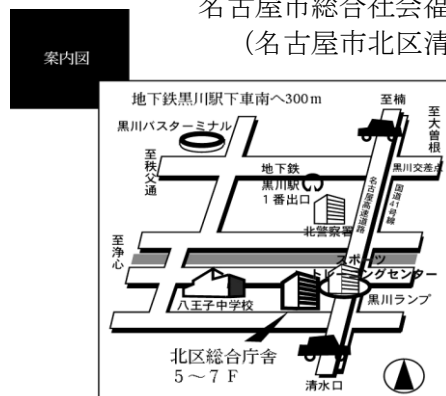 名古屋市総合社会福
（名古屋市北区清
案内図
地下鉄黒川駅下車南へ300m
至楠
黒川バスターミナル
至大曽根
至秩父通
地下鉄
黒川駅
１番出口
黒川交差点
名古屋高速道路
国道41号線
北警察署
至浄心
スポーツ
トレーニングセンター
八王子中学校
黒川ランプ
北区総合庁舎
５～７Ｆ
清水口